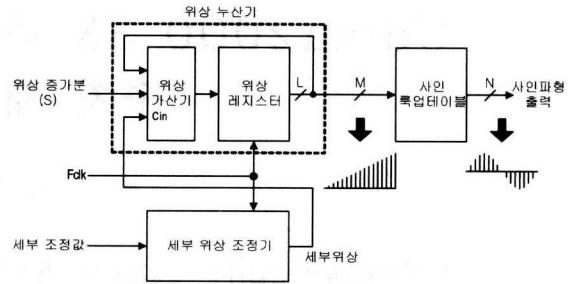 위상 누산기
위상 증가분
(S)
위상
가산기
Cin
위상
레지스터
L
M
사인
룩업테이블
N
사인파형
출력
Fclk
세부 조정값
세부 위상 조정기
세부위상